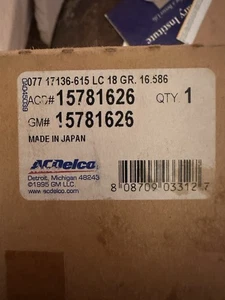 Institute
077 17136-615 LC 18 GR. 16.586
ACD# 15781626 QTY 1
GM# 15781626
MADE IN JAPAN
ACDelco
Detroit, Michigan 48243
©1995 GM LLC.
www.acdelco.com
8 08709 03312 7